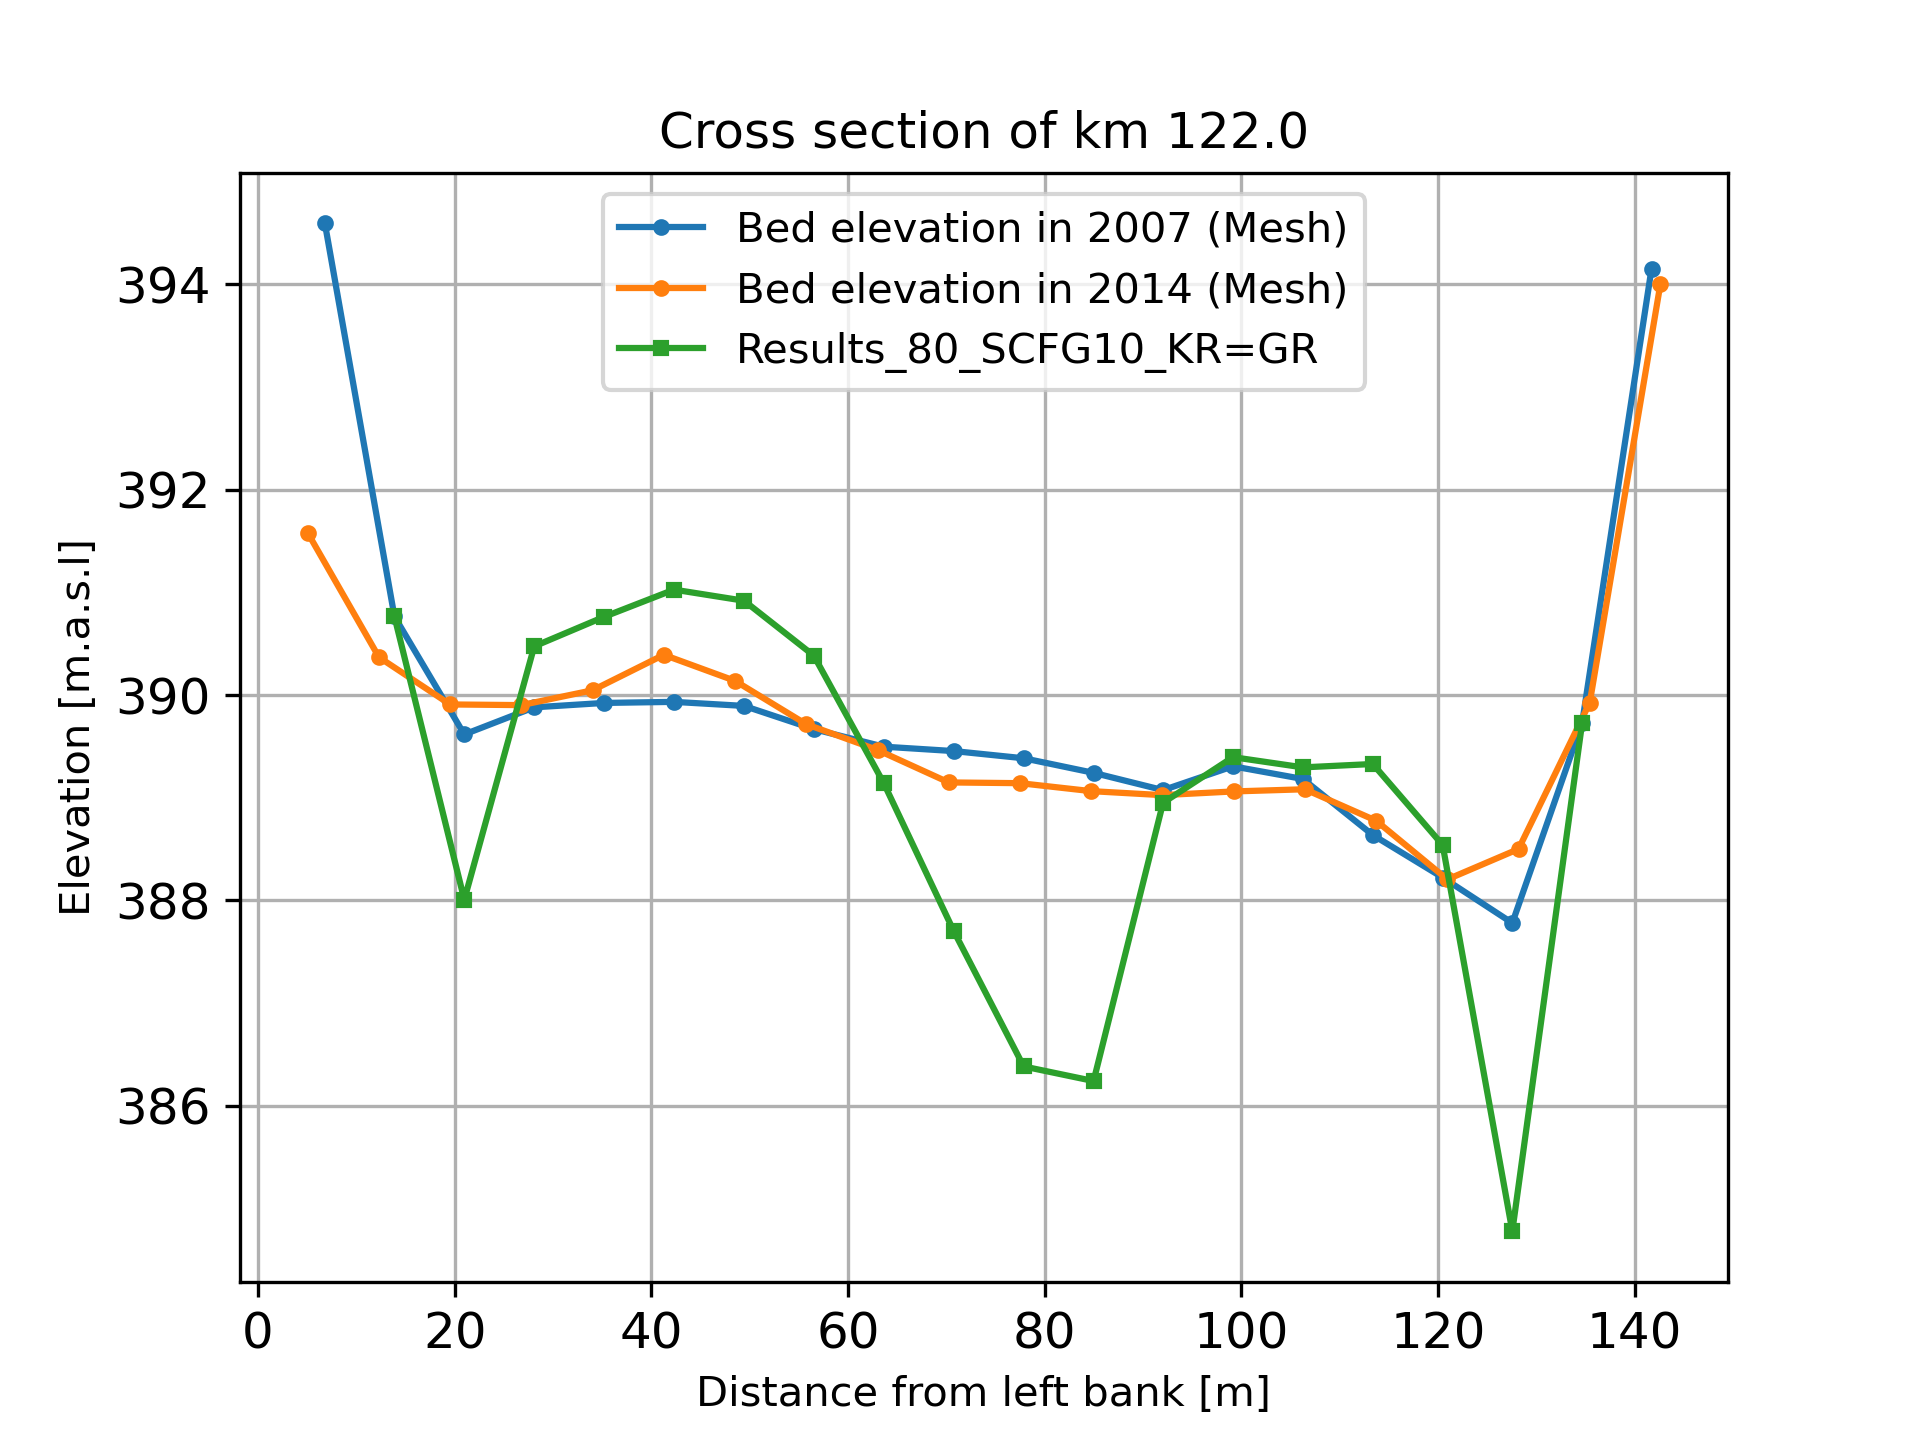 Cross section of km 122.0
Bed elevation in 2007 (Mesh)
Bed elevation in 2014 (Mesh)
Results_80_SCFG10_KR=GR
Elevation [m.a.s.l]
394
392
390
388
386
0 20 40 60 80 100 120 140
Distance from left bank [m]